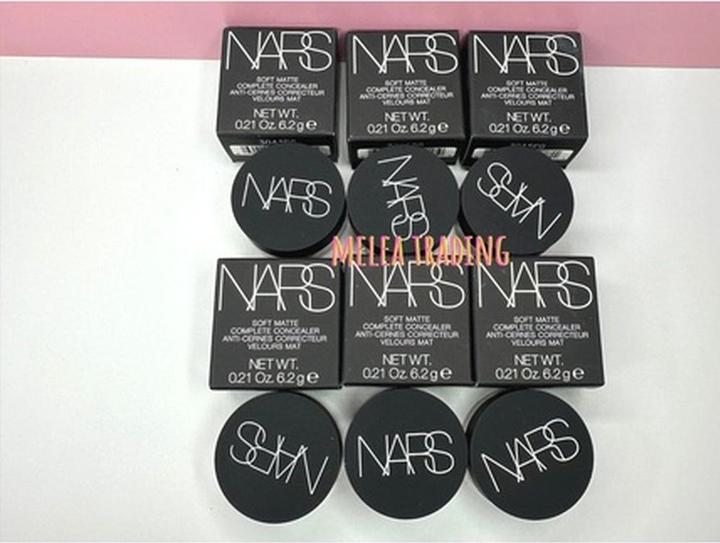 NARS
SOFT MATTE
COMPLETE CONCEALER
ANTI-CERNES CORRECTEUR
VELOURS MAT
NET WT.
0.21 Oz. 6.2g e
NARS
SOFT MATTE
COMPLETE CONCEALER
ANTI-CERNES CORRECTEUR
VELOURS MAT
NET WT.
0.21 Oz. 6.2g e
NARS
SOFT MATTE
COMPLETE CONCEALER
ANTI-CERNES CORRECTEUR
VELOURS MAT
NET WT.
0.21 Oz. 6.2g e
NARS
NARS
NARS
MELEA TRADING
NARS
SOFT MATTE
COMPLETE CONCEALER
ANTI-CERNES CORRECTEUR
VELOURS MAT
NET WT.
0.21 Oz. 6.2g e
NARS
SOFT MATTE
COMPLETE CONCEALER
ANTI-CERNES CORRECTEUR
VELOURS MAT
NET WT.
0.21 Oz. 6.2g e
NARS
SOFT MATTE
COMPLETE CONCEALER
ANTI-CERNES CORRECTEUR
VELOURS MAT
NET WT.
0.21 Oz. 6.2g e
NARS
NARS
NARS